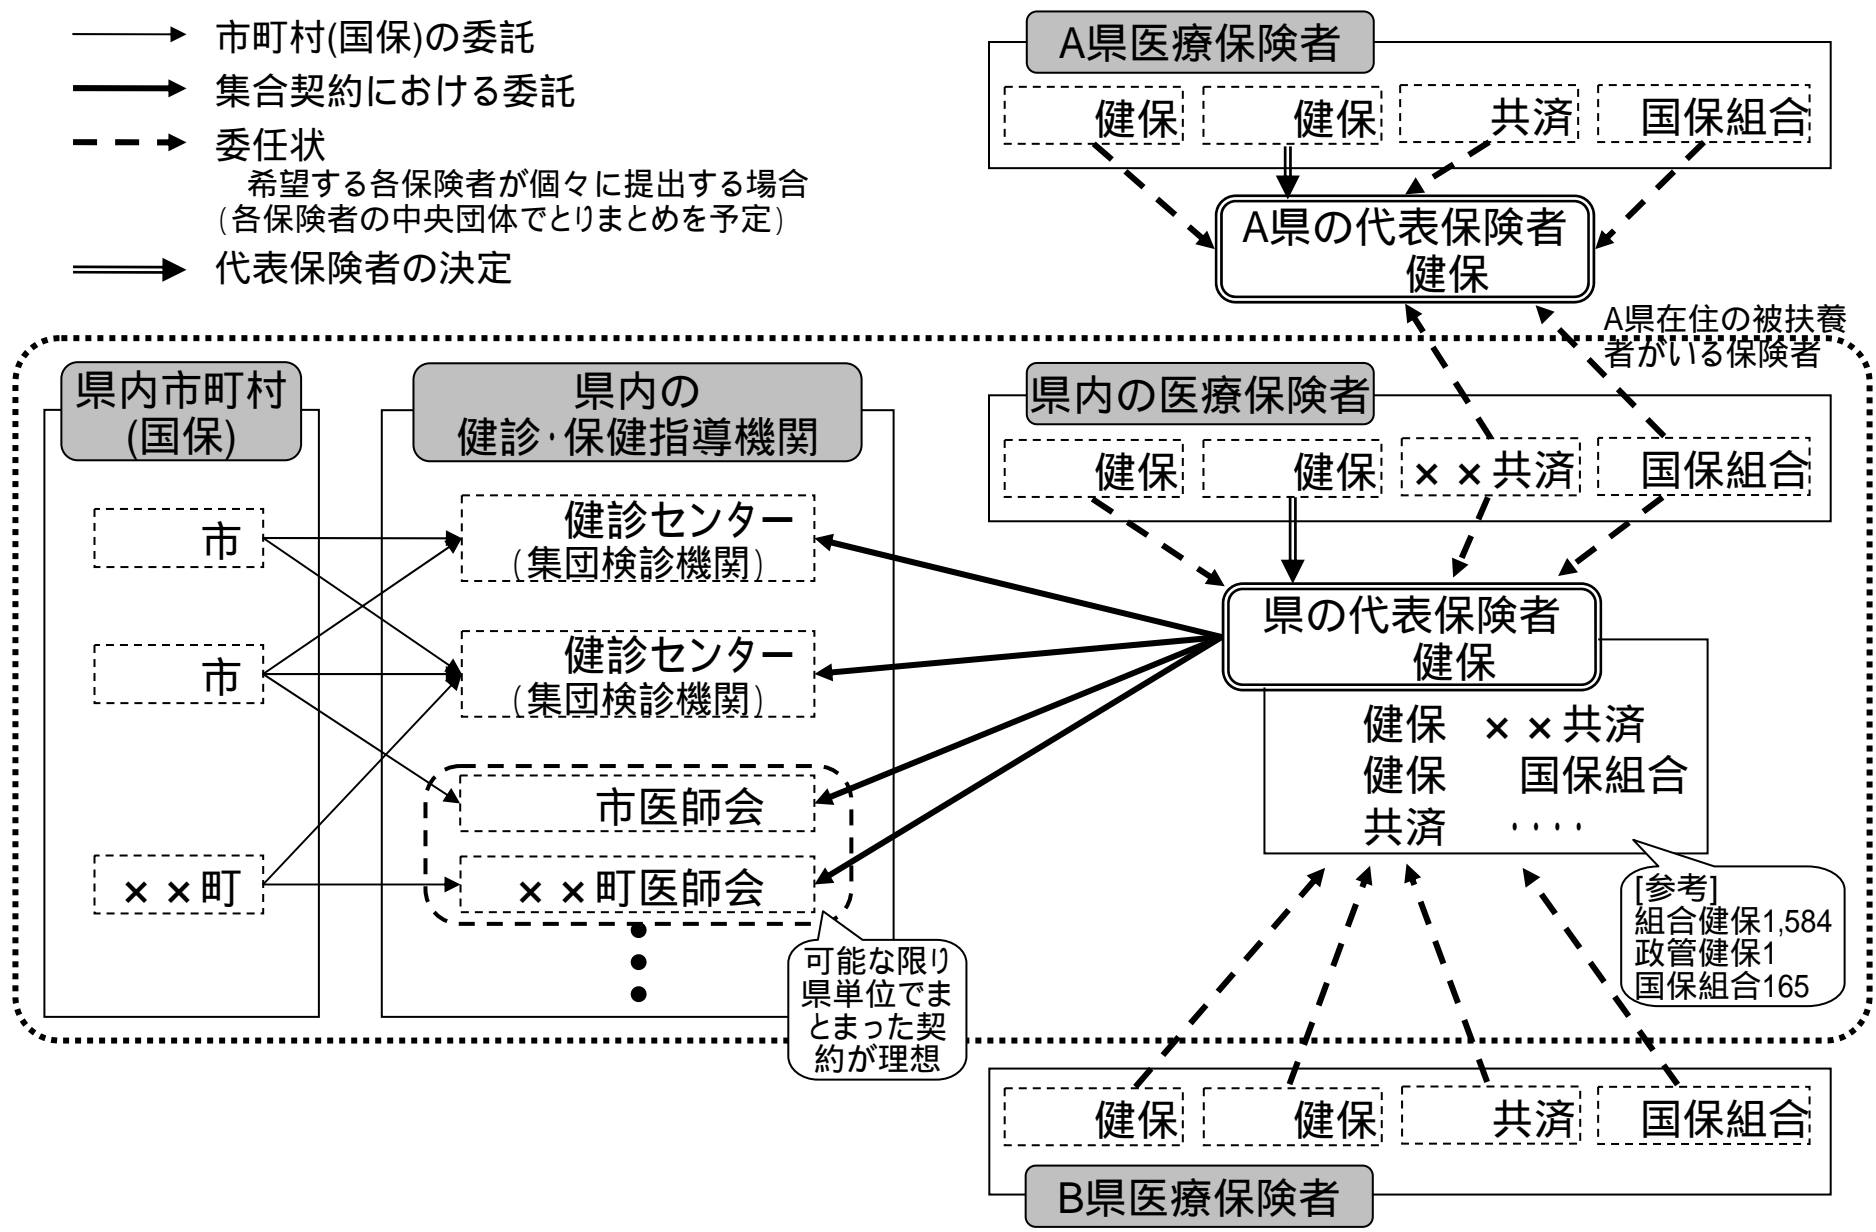 市町村(国保)の委託
集合契約における委託
委任状
希望する各保険者が個々に提出する場合
(各保険者の中央団体でとりまとめを予定)
代表保険者の決定
A県医療保険者
健保
健保
共済
国保組合
A県の代表保険者
健保
A県在住の被扶養
者がいる保険者
県内市町村
(国保)
市
市
××町
県内の
健診・保健指導機関
健診センター
(集団検診機関)
健診センター
(集団検診機関)
市医師会
××町医師会
可能な限り
県単位でま
とまった契
約が理想
県内の医療保険者
健保
健保
××共済
国保組合
県の代表保険者
健保
健保 ××共済
健保 国保組合
共済 ････
[参考]
組合健保1,584
政管健保1
国保組合165
健保
健保
共済
国保組合
B県医療保険者